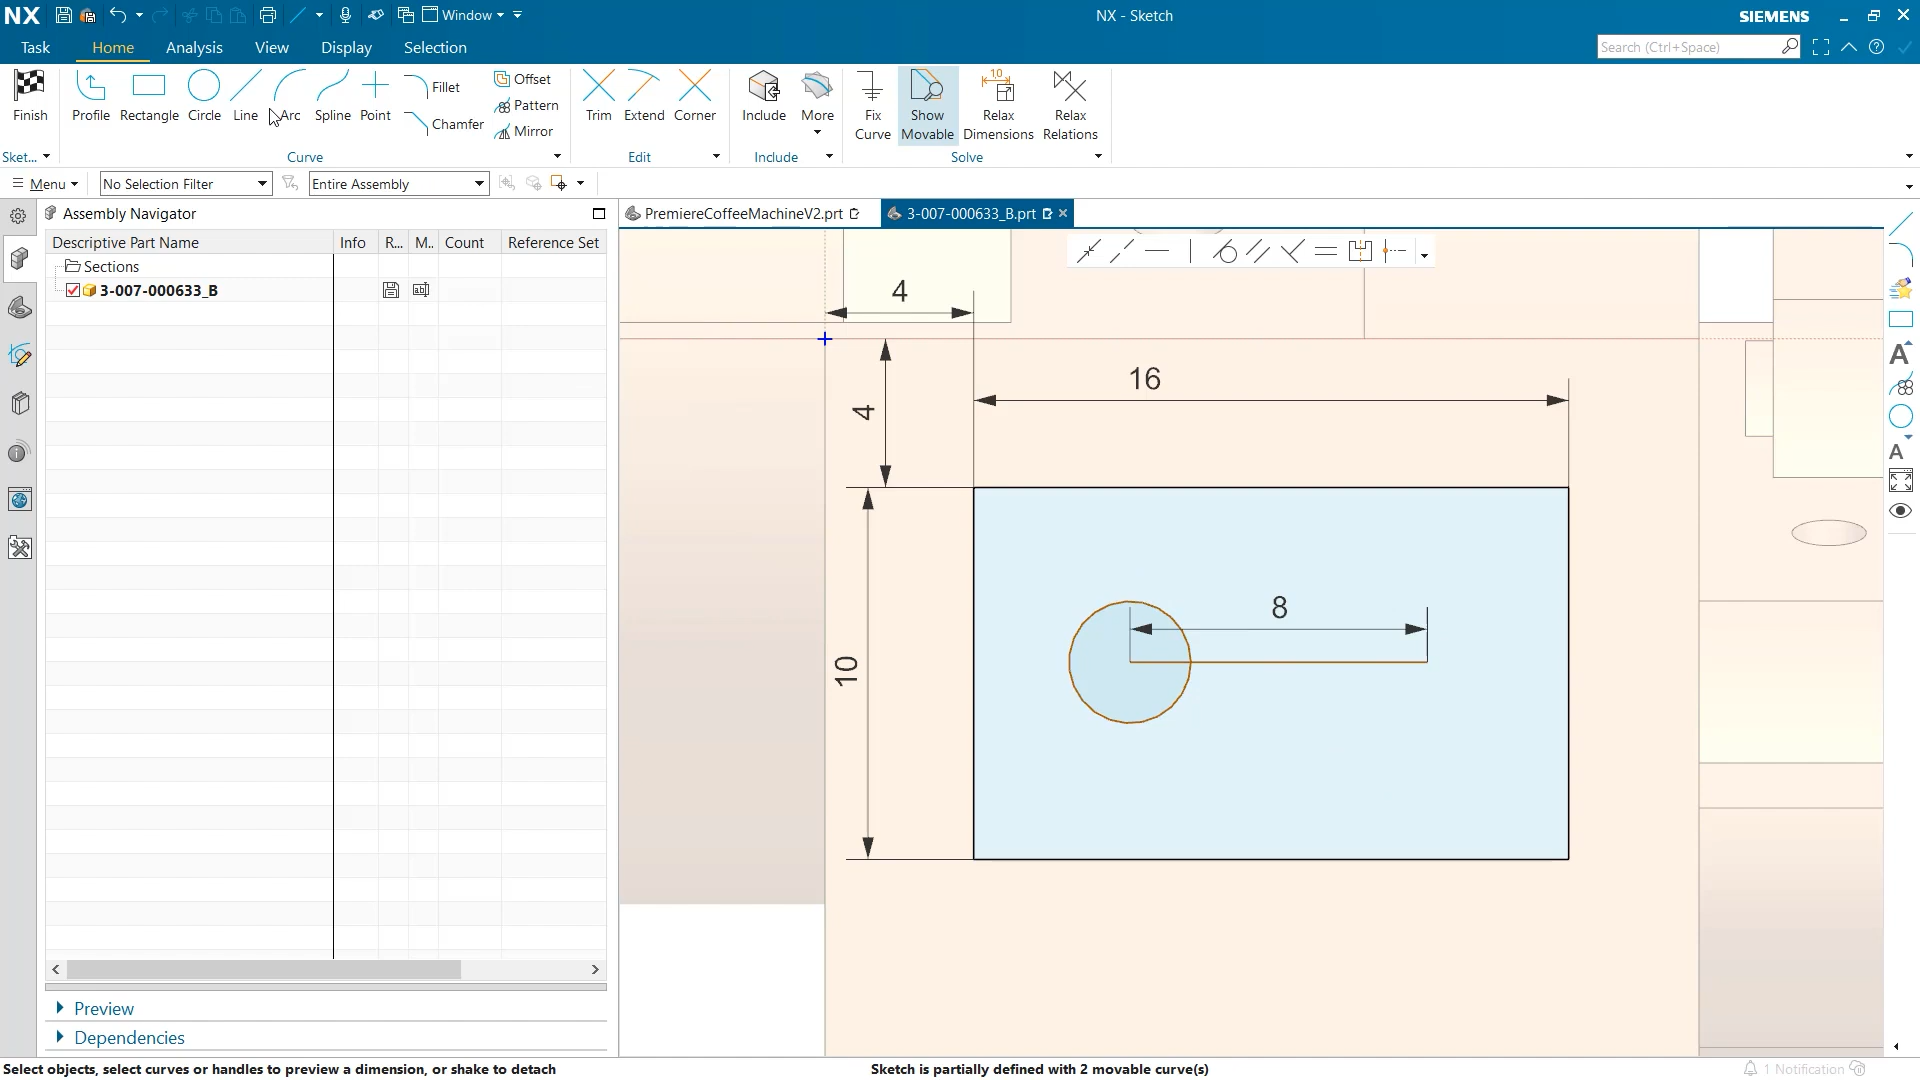 NX
Window
NX - Sketch
SIEMENS
Task
Home
Analysis
View
Display
Selection
Search (Ctrl+Space)
Finish
Profile
Rectangle
Circle
Line
Arc
Spline
Point
Fillet
Chamfer
Offset
Pattern
Mirror
Trim
Extend
Corner
Include
More
Fix
Curve
Show
Movable
1,0
Relax
Dimensions
Relax
Relations
Sket...
Curve
Edit
Include
Solve
Menu
No Selection Filter
Entire Assembly
Assembly Navigator
PremiereCoffeeMachineV2.prt
3-007-000633_B.prt
Descriptive Part Name
Info
R...
M..
Count
Reference Set
Sections
3-007-000633_B
4
16
4
8
10
A
A
Preview
Dependencies
Select objects, select curves or handles to preview a dimension, or shake to detach
Sketch is partially defined with 2 movable curve(s)
1 Notification